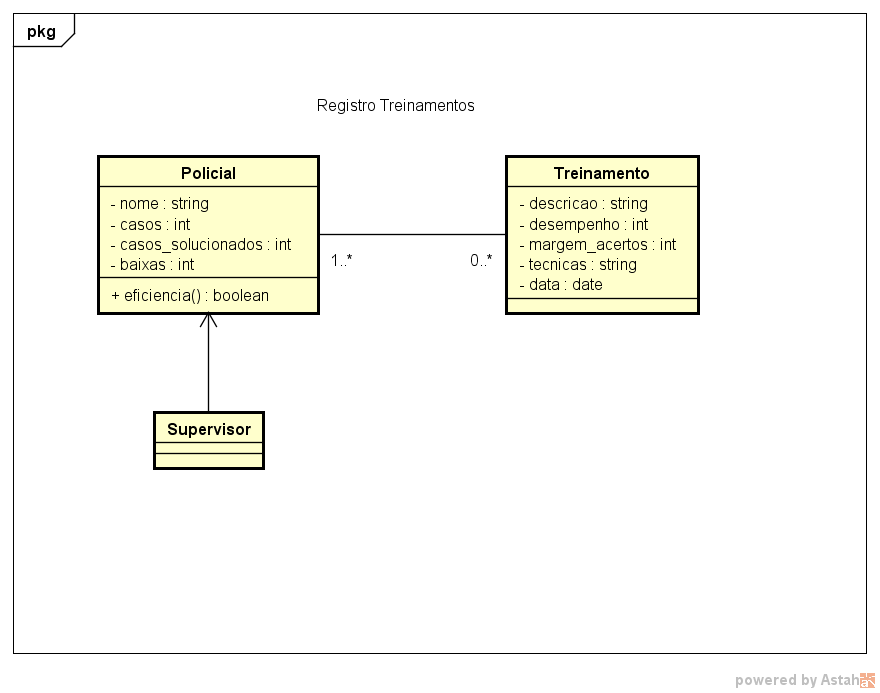 pkg
Registro Treinamentos
Policial
- nome : string
- casos : int
- casos_solucionados : int
- baixas : int
+ eficiencia() : boolean
1..*
0..*
Treinamento
- descricao : string
- desempenho : int
- margem_acertos : int
- tecnicas : string
- data : date
Supervisor
powered by Astah